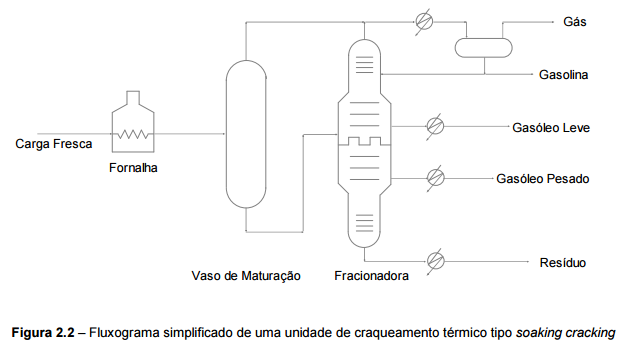 Gás
Gasolina
Gasóleo Leve
Carga Fresca
Fornalha
Gasóleo Pesado
Resíduo
Vaso de Maturação
Fracionadora
Figura 2.2 – Fluxograma simplificado de uma unidade de craqueamento térmico tipo soaking cracking